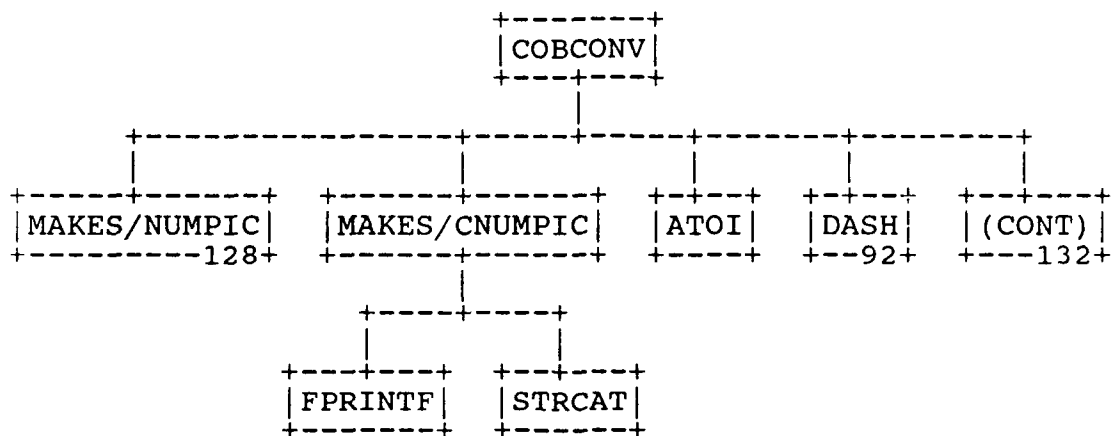 COBCONV
MAKES/NUMPIC MAKES/CNUMPIC ATOI DASH (CONT)
128 92 132
FPRINTF STRCAT